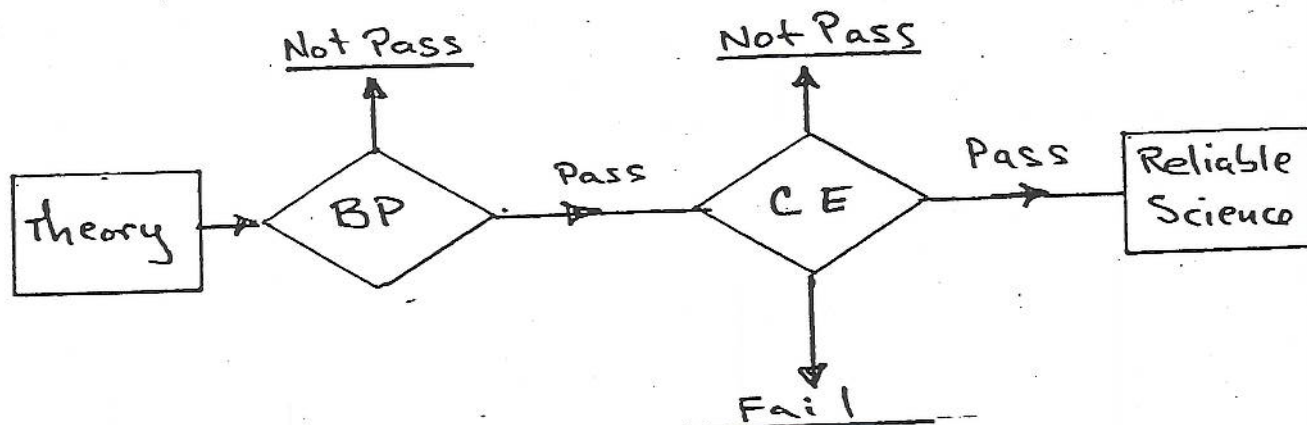 Not Pass
Not Pass
Theory
BP
Pass
CE
Pass
Reliable
Science
Fail